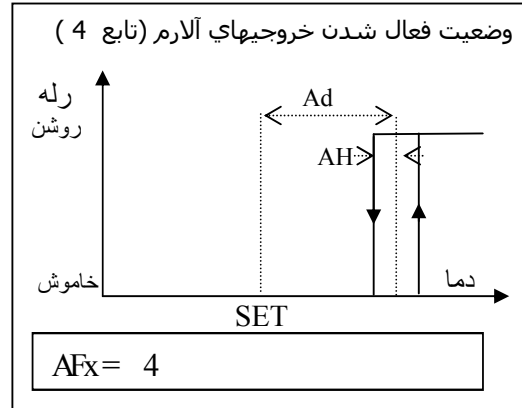 وضعيت فعال شدن خروجيهاي آلارم (تابع 4 )
رله
روشن
Ad
AH
خاموش
دما
SET
AFx= 4